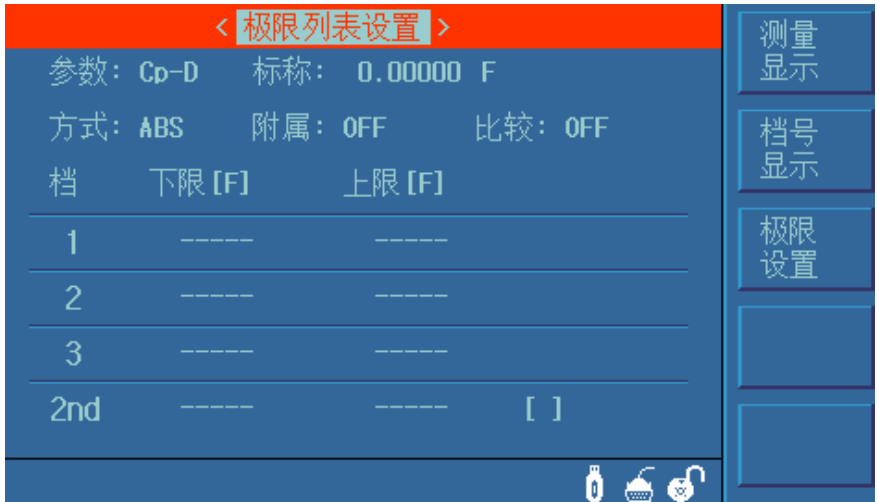 < 极限列表设置 >
参数: Cp-D 标称: 0.00000 F
方式: ABS 附属: OFF 比较: OFF
档 下限[F] 上限[F]
1 ----- -----
2 ----- -----
3 ----- -----
2nd ----- ----- [ ]
测量
显示
档号
显示
极限
设置